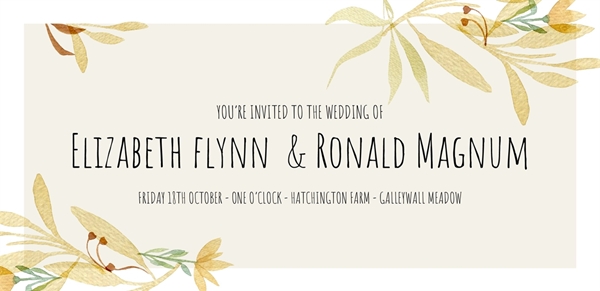 YOU'RE INVITED TO THE WEDDING OF
ELIZABETH FLYNN & RONALD MAGNUM
FRIDAY 18TH OCTOBER - ONE O'CLOCK - HATCHINGTON FARM - GALLEYWALL MEADOW